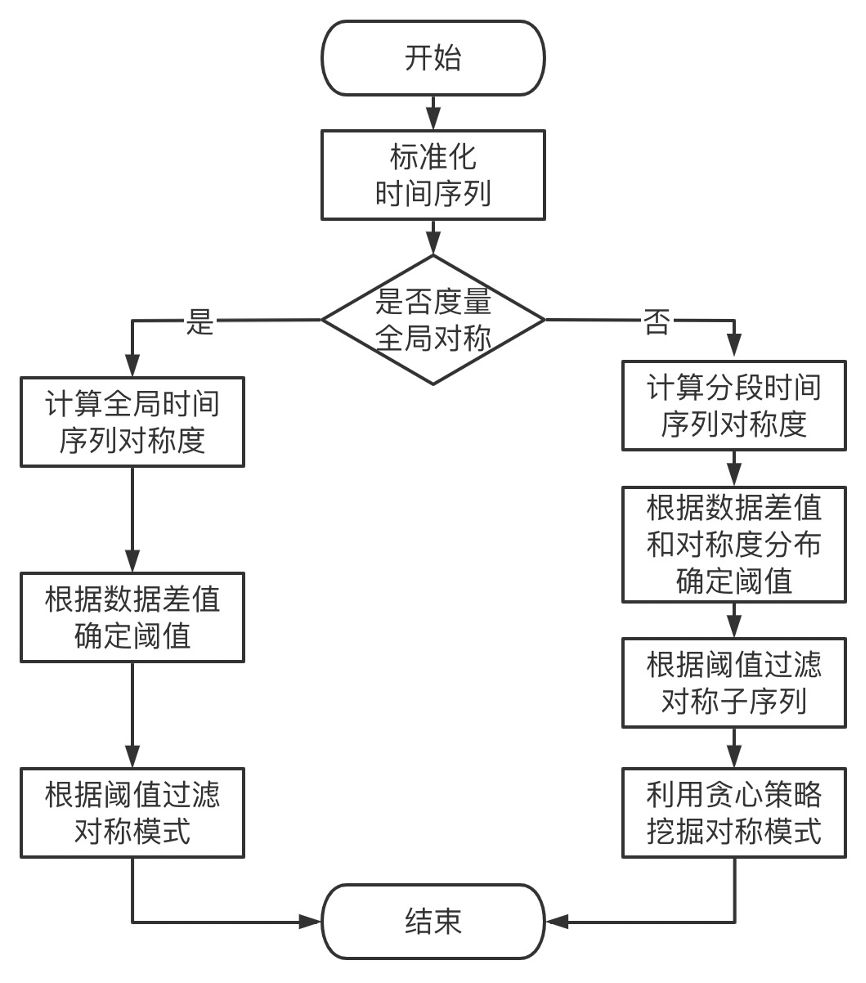 开始
标准化
时间序列
是否度量
全局对称
是
否
计算全局时间
序列对称度
根据数据差值
确定阈值
根据阈值过滤
对称模式
计算分段时间
序列对称度
根据数据差值
和对称度分布
确定阈值
根据阈值过滤
对称子序列
利用贪心策略
挖掘对称模式
结束